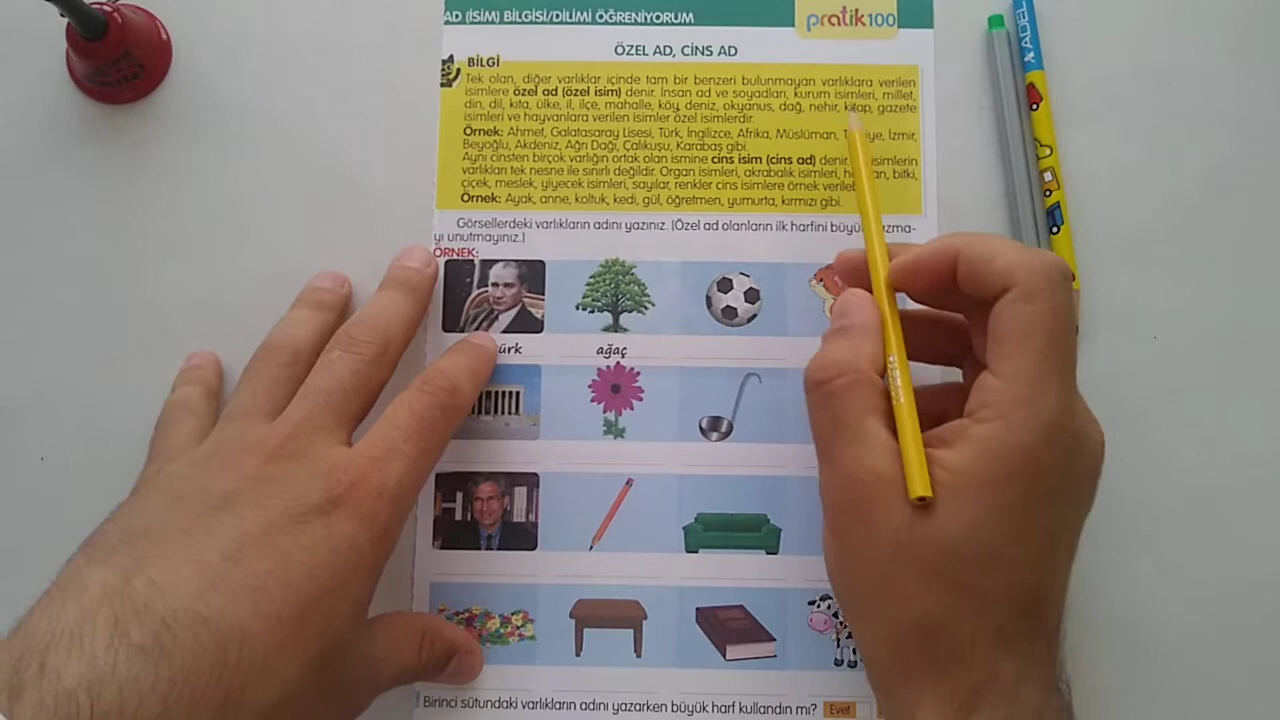 AD (İSİM) BİLGİSİ/DİLİMİ ÖĞRENİYORUM
pratik100
ADEL
ÖZEL AD, CİNS AD
BİLGİ
Tek olan, diğer varlıklar içinde tam bir benzeri bulunmayan varlıklara verilen
isimlere özel ad (özel isim) denir. İnsan ad ve soyadları, kurum isimleri, millet,
din, dil, kıta, ülke, il, ilçe, mahalle, köy, deniz, okyanus, dağ, nehir, kitap, gazete
isimleri ve hayvanlara verilen isimler özel isimlerdir.
Örnek: Ahmet, Galatasaray Lisesi, Türk, İngilizce, Afrika, Müslüman, İzmir,
Beyoğlu, Akdeniz, Ağrı Dağı, Çalıkuşu, Karabaş gibi.
Aynı cinsten birçok varlığın ortak olan ismine cins isim (cins ad) denir. isimlerin
varlıkları tek nesne ile sınırlı değildir. Organ isimleri, akrabalık isimleri, bitki,
çiçek, meslek, yiyecek isimleri, sayılar, renkler cins isimlere örnek
Örnek: Ayak, anne, koltuk, kedi, gül, öğretmen, yumurta, kırmızı gibi.
Görsellerdeki varlıkların adını yazınız. (Özel ad olanların ilk harfini
yı unutmayınız.)
ÖRNEK:
ürk ağaç
Birinci sütundaki varlıkların adını yazarken büyük harf kullandın mı? Evet